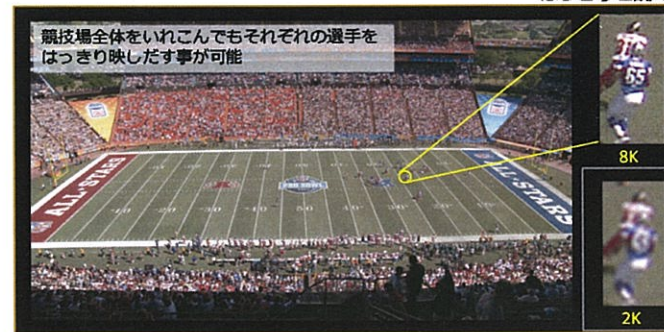 競技場全体をいれこんでもそれぞれの選手を
はっきり映しだす事が可能
ALL-STARS
PRO BOWL
ALL-STARS
65
8K
2K